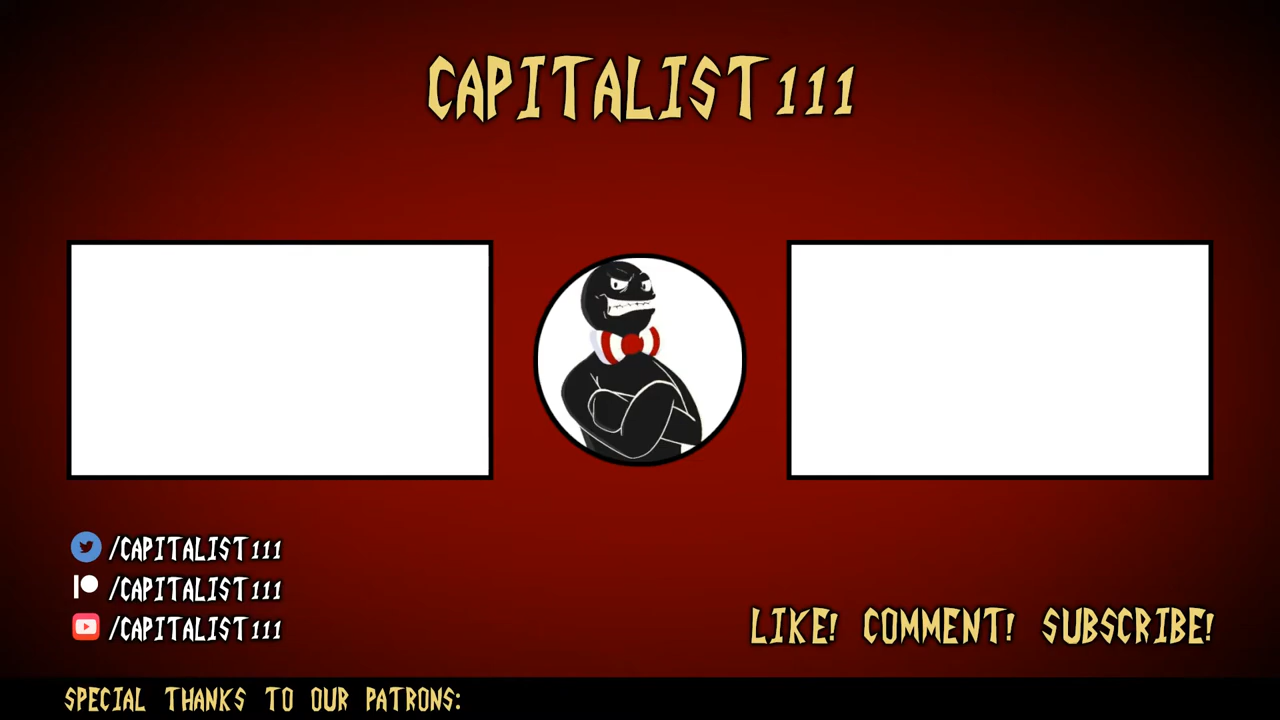 CAPITALIST111
/CAPITALIST111
/CAPITALIST111
/CAPITALIST111
LIKE! COMMENT! SUBSCRIBE!
SPECIAL THANKS TO OUR PATRONS: